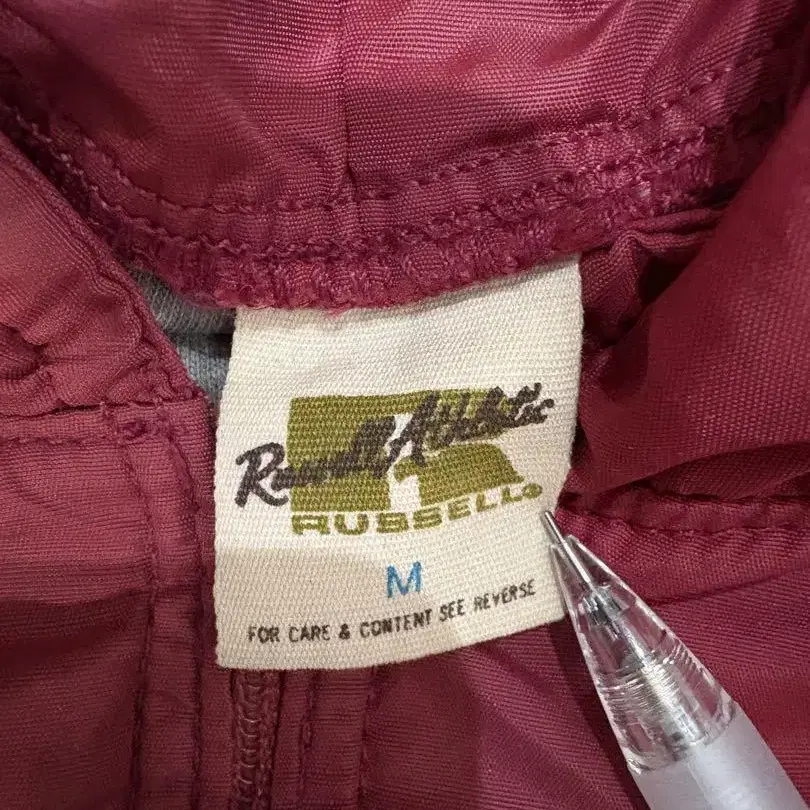 Russell Athletic
RUSSELL
M
FOR CARE & CONTENT SEE REVERSE